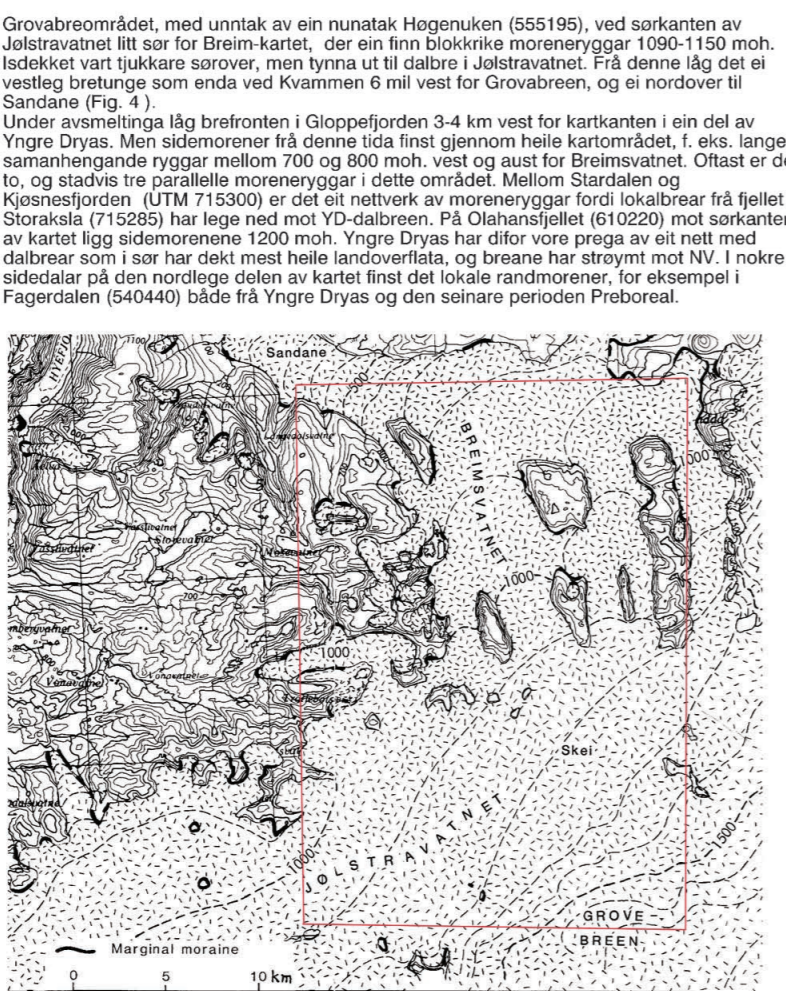 Grovabreområdet, med unntak av ein nunatak Høgenuken (555195), ved sørkanten av
Jølstravatnet litt sør for Breim-kartet, der ein finn blokkrike moreneryggar 1090-1150 moh.
Isdekket vart tjukkare sørover, men tynna ut til dalbre i Jølstravatnet. Frå denne låg det ei
vestleg bretunge som enda ved Kvammen 6 mil vest for Grovabreen, og ei nordover til
Sandane (Fig. 4 ).
Under avsmeltinga låg brefronten i Gloppefjorden 3-4 km vest for kartkanten i ein del av
Yngre Dryas. Men sidemorener frå denne tida finst gjennom heile kartområdet, f. eks. lange
samanhengande ryggar mellom 700 og 800 moh. vest og aust for Breimsvatnet. Oftast er de
to, og stadvis tre parallelle moreneryggar i dette området. Mellom Stardalen og
Kjøsnesfjorden (UTM 715300) er det eit nettverk av moreneryggar fordi lokalbrear frå fjellet
Storaksla (715285) har lege ned mot YD-dalbreen. På Olahansfjellet (610220) mot sørkanten
av kartet ligg sidemorenene 1200 moh. Yngre Dryas har difor vore prega av eit nett med
dalbrear som i sør har dekt mest heile landoverflata, og breane har strøymt mot NV. I nokre
sidedalar på den nordlege delen av kartet finst det lokale randmorener, for eksempel i
Fagerdalen (540440) både frå Yngre Dryas og den seinare perioden Preboreal.
1100
Sandane
500
BREIMSVATNET
500
Storevatnet
700
1000
1000
Skei
JØLSTRAVATNET
1000
1500
GROVE
BREEN
Marginal moraine
0 5 10 km